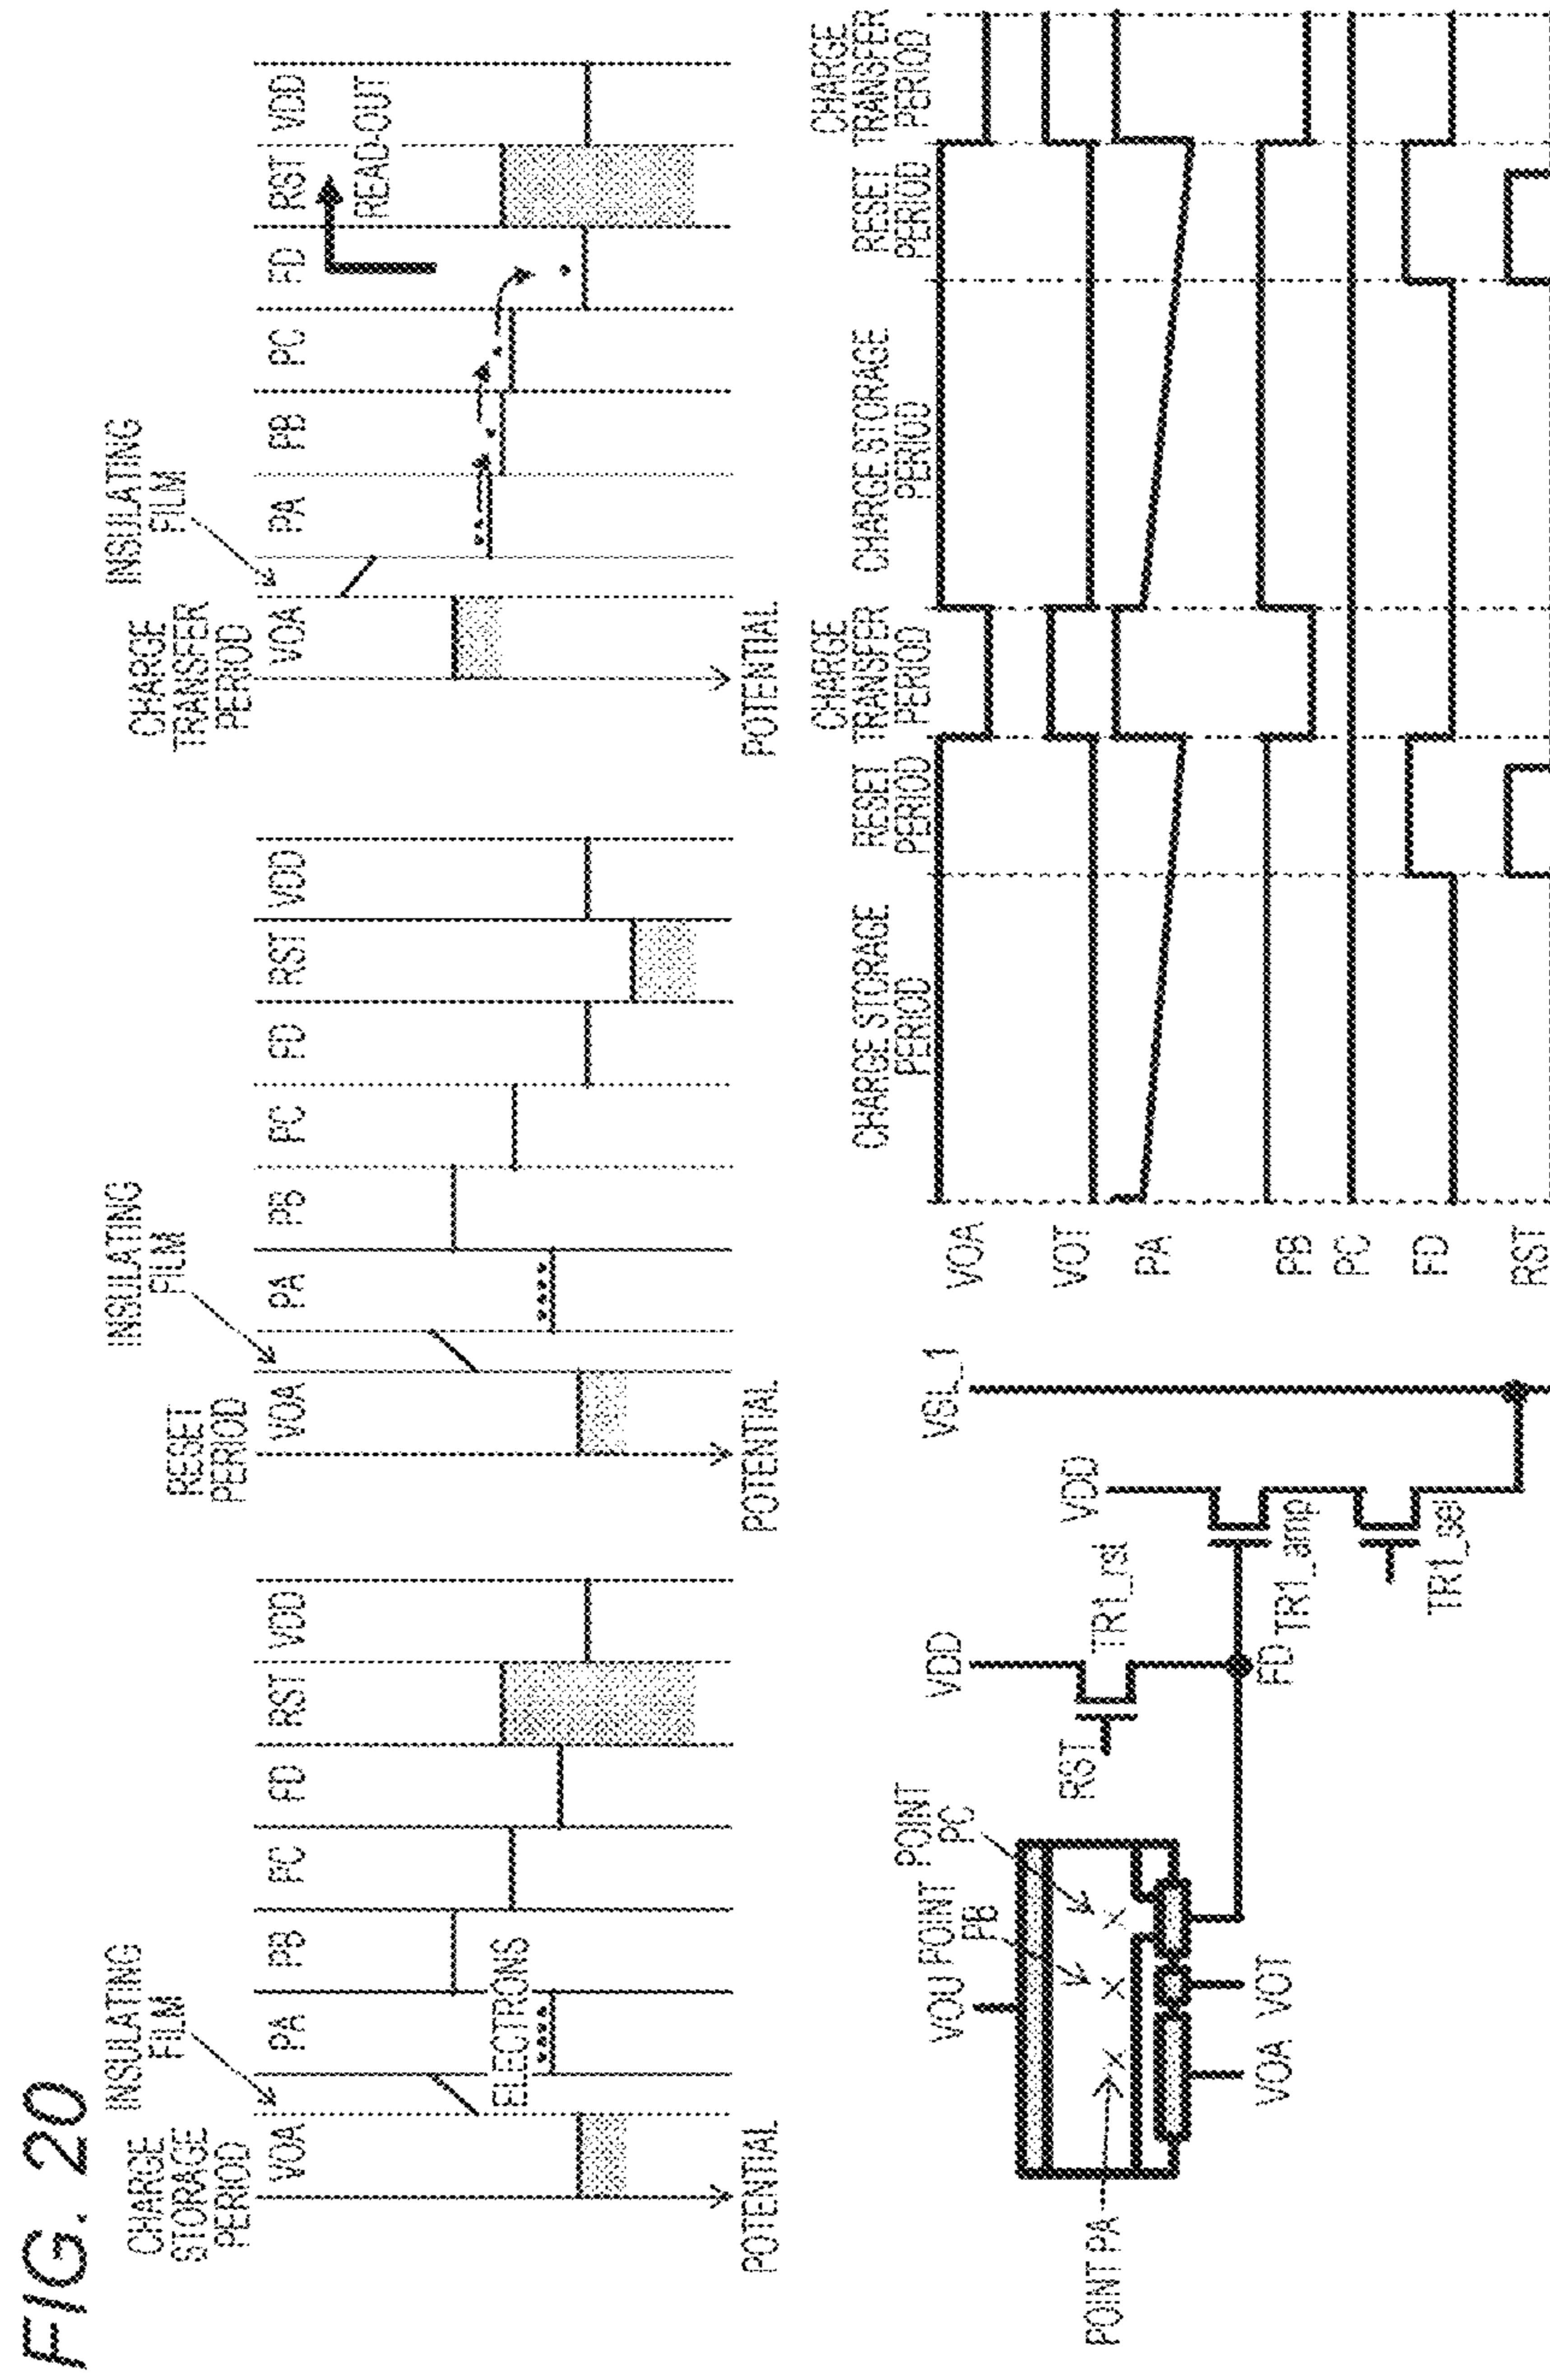 FIG. 20
CHARGE
STORAGE
PERIOD
INSULATING
FILM
VOA
PA
PB
PC
FD
RST
VDD
ELECTRONS
POTENTIAL
RESET
PERIOD
INSULATING
FILM
VOA
PA
PB
PC
FD
RST
VDD
POTENTIAL
CHARGE
TRANSFER
PERIOD
INSULATING
FILM
VOA
PA
PB
PC
FD
RST
VDD
READ-OUT
POTENTIAL
POINT PA
VOU
POINT
PB
POINT
PC
VOA
VOT
RST
VDD
TR1_rst
FD
VDD
TR1_amp
TR1_sel
VSL_1
CHARGE STORAGE
PERIOD
RESET
PERIOD
CHARGE
TRANSFER
PERIOD
CHARGE STORAGE
PERIOD
RESET
PERIOD
CHARGE
TRANSFER
PERIOD
VOA
VOT
PA
PB
PC
FD
RST